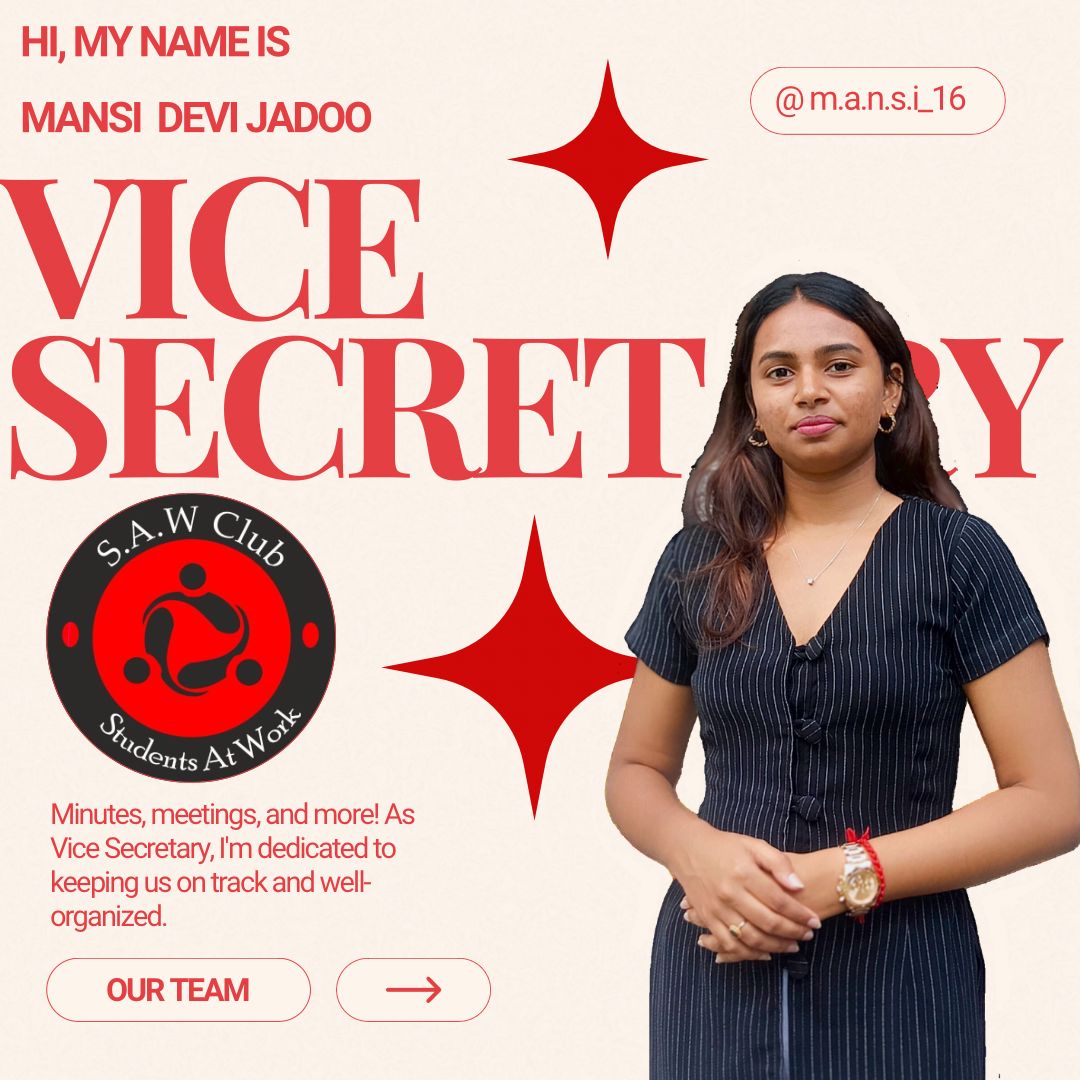 HI, MY NAME IS
MANSI DEVI JADOO
@m.a.n.s.i_16
VICE
SECRETARY
S.A.W Club
Students At Work
Minutes, meetings, and more! As
Vice Secretary, I'm dedicated to
keeping us on track and well-
organized.
OUR TEAM